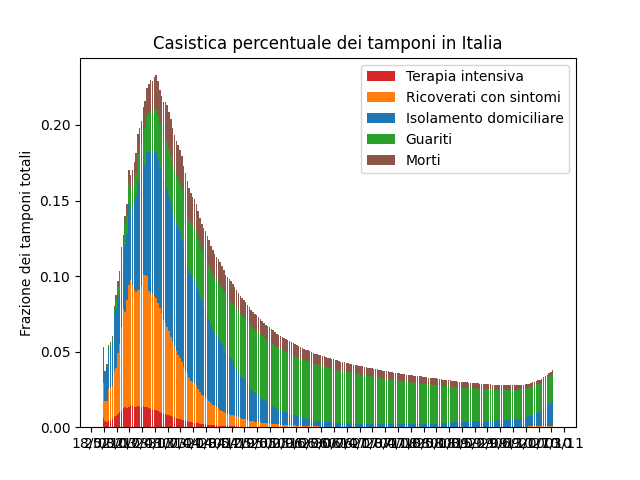 Casistica percentuale dei tamponi in Italia
Terapia intensiva
Ricoverati con sintomi
Isolamento domiciliare
Guariti
Morti
Frazione dei tamponi totali
0.20
0.15
0.10
0.05
0.00